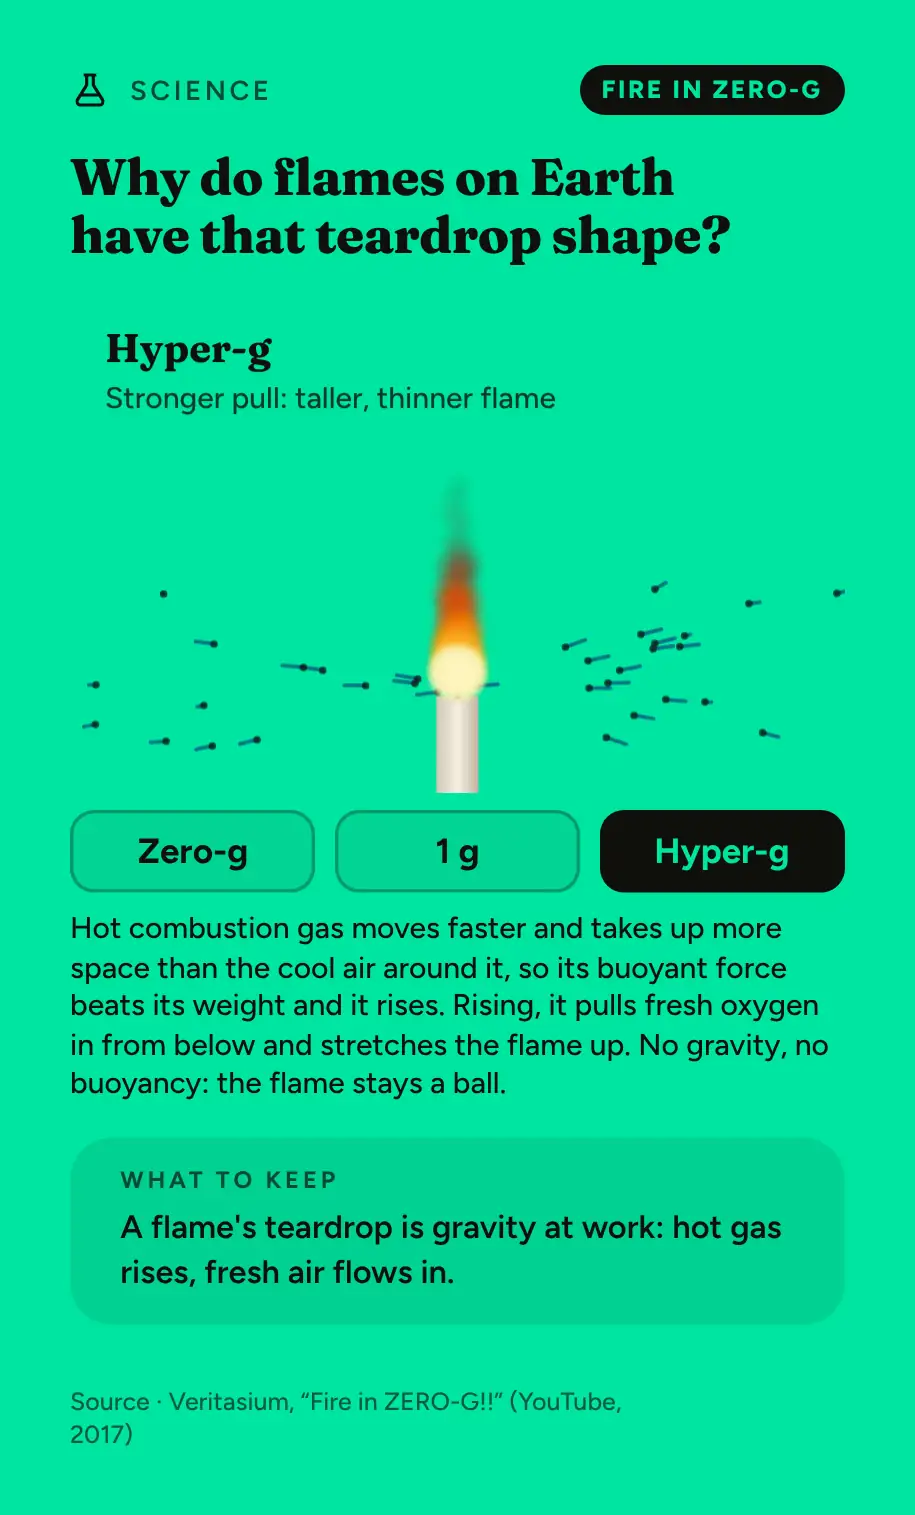 SCIENCE
FIRE IN ZERO-G
Why do flames on Earth
have that teardrop shape?
Hyper-g
Stronger pull: taller, thinner flame
Zero-g
1 g
Hyper-g
Hot combustion gas moves faster and takes up more
space than the cool air around it, so its buoyant force
beats its weight and it rises. Rising, it pulls fresh oxygen
in from below and stretches the flame up. No gravity, no
buoyancy: the flame stays a ball.
WHAT TO KEEP
A flame's teardrop is gravity at work: hot gas
rises, fresh air flows in.
Source · Veritasium, “Fire in ZERO-G!!” (YouTube,
2017)